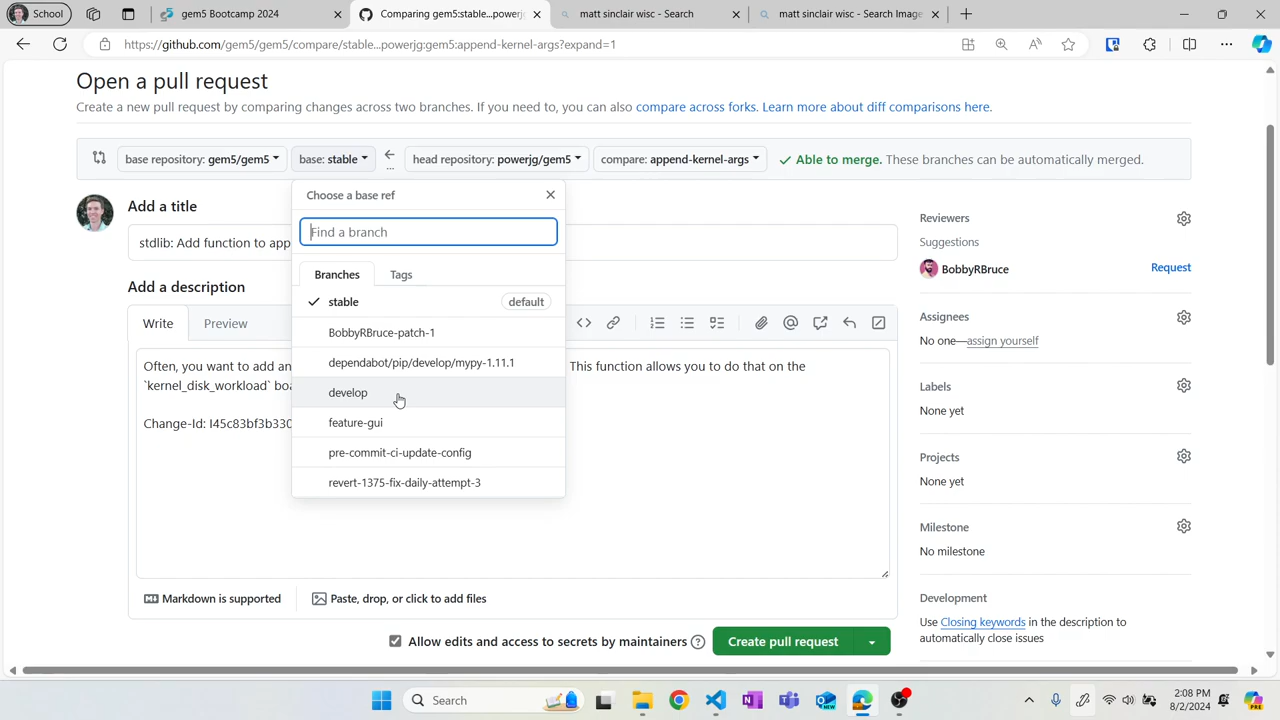 School
gem5 Bootcamp 2024
Comparing gem5:stable...powerj
matt sinclair wisc - Search
matt sinclair wisc - Search Image
https://github.com/gem5/gem5/compare/stable...powerjg:gem5:append-kernel-args?expand=1
Open a pull request
Create a new pull request by comparing changes across two branches. If you need to, you can also compare across forks. Learn more about diff comparisons here.
base repository: gem5/gem5
base: stable
head repository: powerjg/gem5
compare: append-kernel-args
Able to merge. These branches can be automatically merged.
Choose a base ref
Find a branch
Branches
Tags
stable
default
BobbyRBruce-patch-1
dependabot/pip/develop/mypy-1.11.1
develop
feature-gui
pre-commit-ci-update-config
revert-1375-fix-daily-attempt-3
Add a title
stdlib: Add function to app
Add a description
Write
Preview
Often, you want to add an
This function allows you to do that on the
`kernel_disk_workload` boa
Change-Id: I45c83bf3b330
Markdown is supported
Paste, drop, or click to add files
Allow edits and access to secrets by maintainers
Create pull request
Reviewers
Suggestions
BobbyRBruce
Request
Assignees
No one—assign yourself
Labels
None yet
Projects
None yet
Milestone
No milestone
Development
Use Closing keywords in the description to
automatically close issues
Search
2:08 PM
8/2/2024